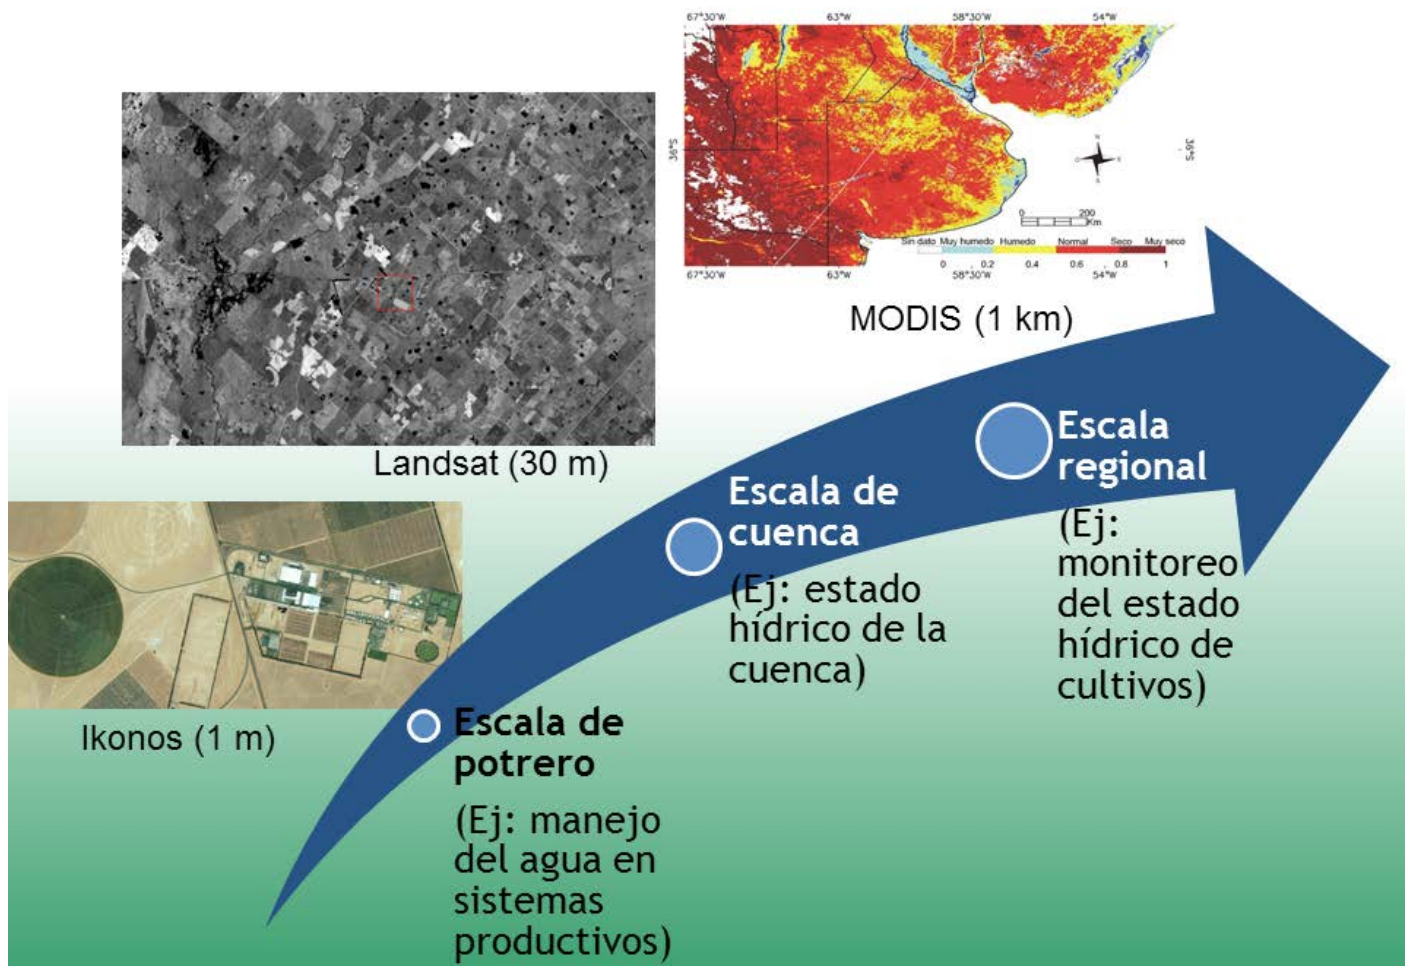 67°30'W 63°W 58°30'W 54°W
36°S 36°S
0 200
Km
Sin dato Muy humedo Humedo Normal Seco Muy seco
0 0.2 0.4 0.6 0.8 1
67°30'W 63°W 58°30'W 54°W
MODIS (1 km)
Landsat (30 m)
Ikonos (1 m)
Escala de
potrero
(Ej: manejo
del agua en
sistemas
productivos)
Escala de
cuenca
(Ej: estado
hídrico de la
cuenca)
Escala
regional
(Ej:
monitoreo
del estado
hídrico de
cultivos)